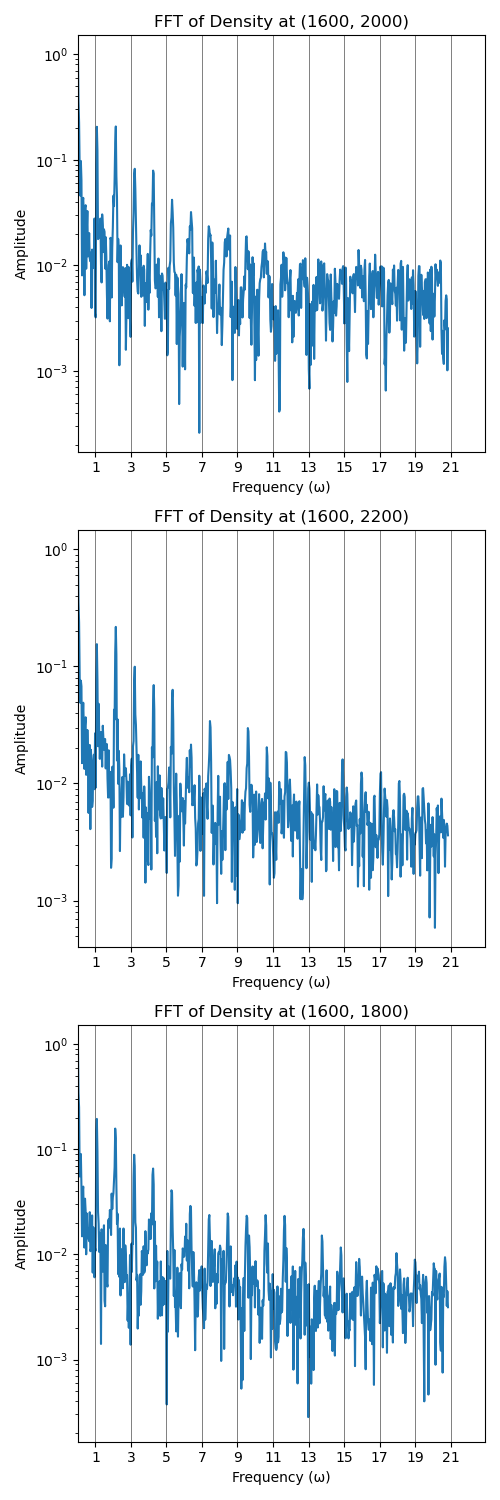 FFT of Density at (1600, 2000)
10⁰
10⁻¹
10⁻²
10⁻³
Amplitude
1 3 5 7 9 11 13 15 17 19 21
Frequency (ω)
FFT of Density at (1600, 2200)
10⁰
10⁻¹
10⁻²
10⁻³
Amplitude
1 3 5 7 9 11 13 15 17 19 21
Frequency (ω)
FFT of Density at (1600, 1800)
10⁰
10⁻¹
10⁻²
10⁻³
Amplitude
1 3 5 7 9 11 13 15 17 19 21
Frequency (ω)